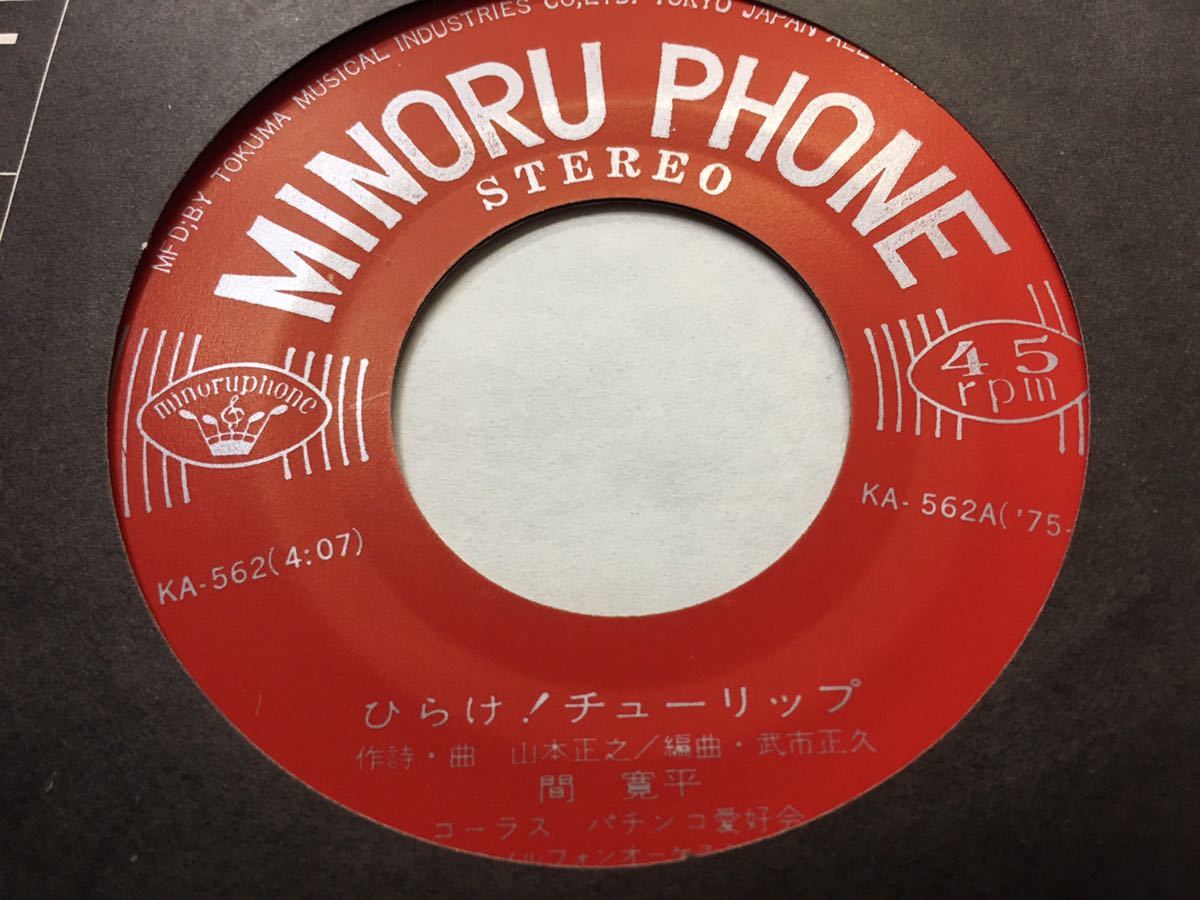 MFD;BY TOKUMA MUSICAL INDUSTRIES CO,LTD. TOKYO JAPAN ALL
MINORU PHONE
STEREO
minoruphone
45
rpm
KA-562(4:07)
KA-562A('75-
ひらけ!チューリップ
作詩・曲 山本正之/編曲・武市正久
間 寛平
コーラス パチンコ愛好会